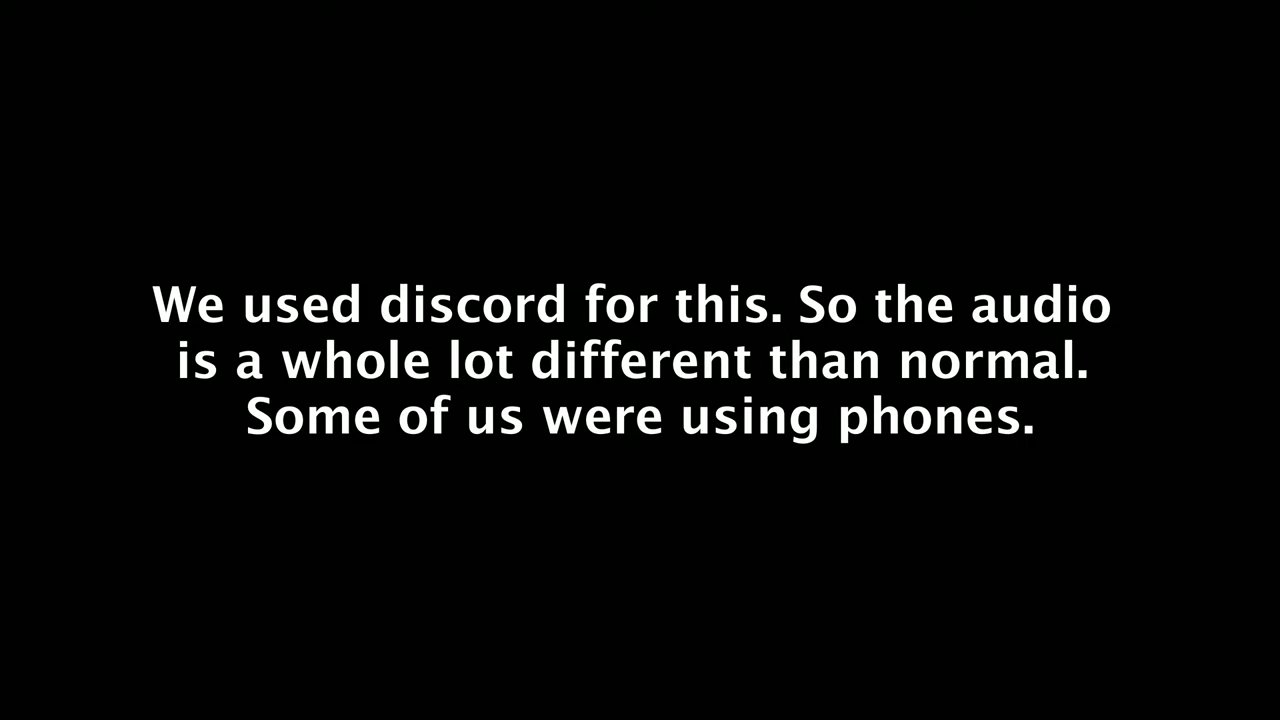 We used discord for this. So the audio
is a whole lot different than normal.
Some of us were using phones.